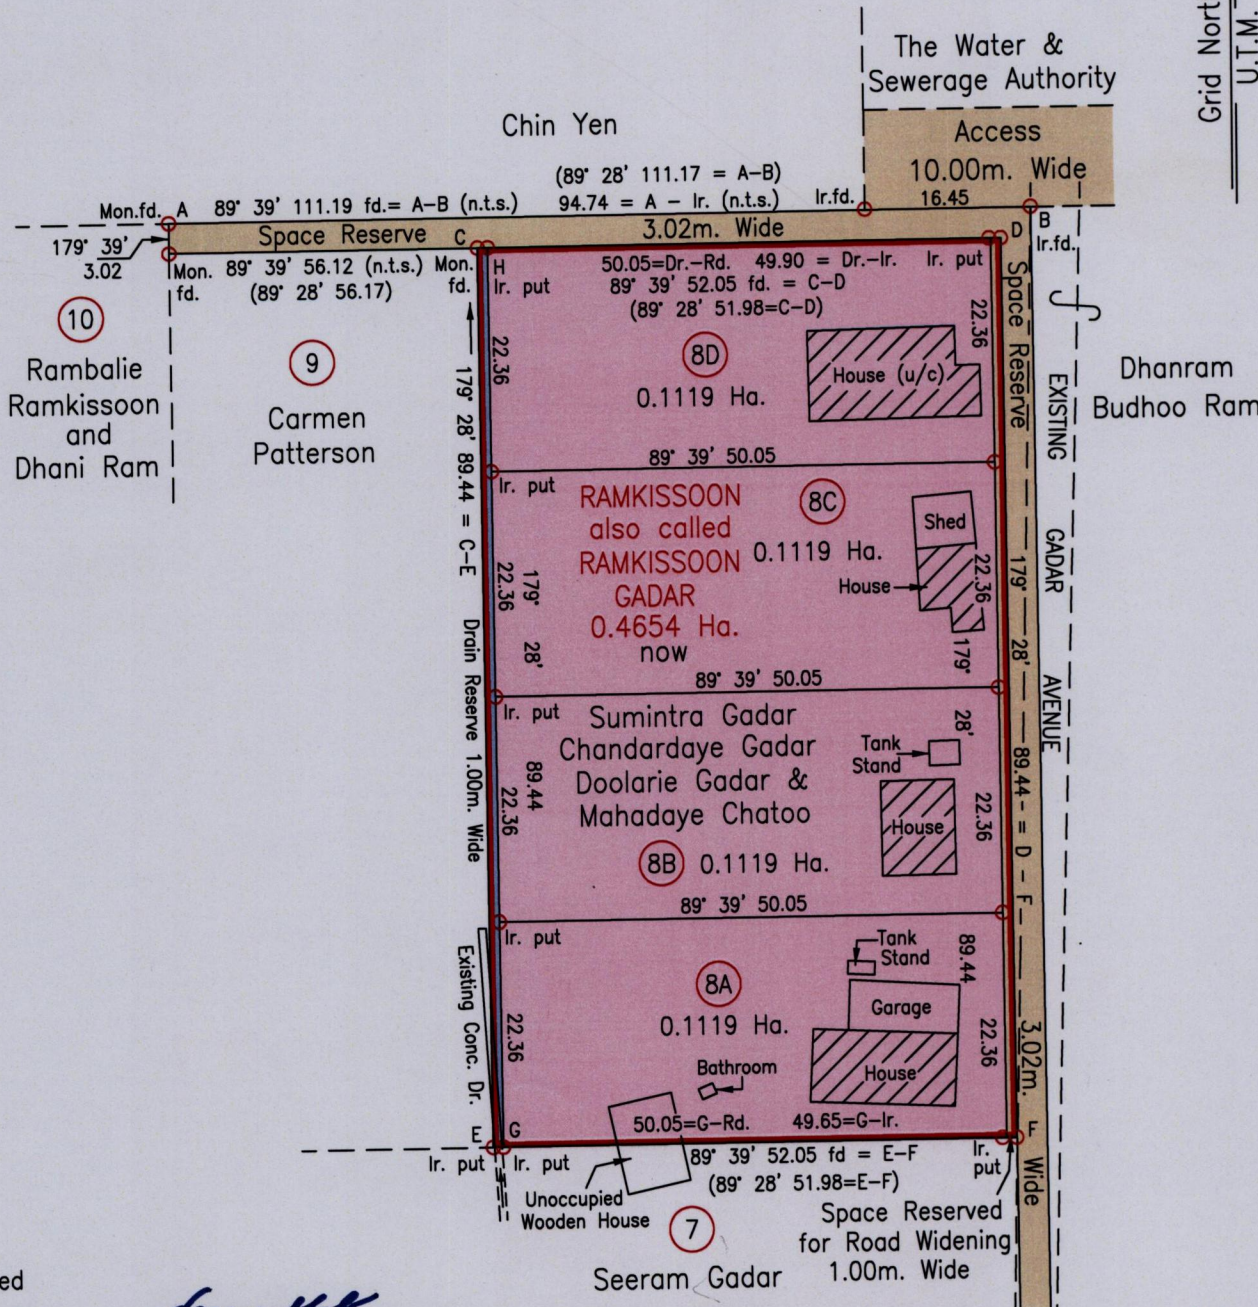 U.T.M.
Grid Nort
The Water &
Sewerage Authority
Chin Yen
Access
10.00m. Wide
(89° 28' 111.17 = A-B)
Mon.fd. A 89° 39' 111.19 fd.= A-B (n.t.s.) 94.74 = A - Ir. (n.t.s.) Ir.fd. 16.45 B
Ir.fd.
179° 39'
3.02
Space Reserve C 3.02m. Wide D
Mon. 89° 39' 56.12 (n.t.s.) Mon.
fd. (89° 28' 56.17) fd.
H 50.05=Dr.-Rd. 49.90 = Dr.-Ir. Ir. put
Ir. put 89° 39' 52.05 fd. = C-D
(89° 28' 51.98=C-D)
10
Rambalie
Ramkissoon
and
Dhani Ram
9
Carmen
Patterson
22.36
8D
0.1119 Ha.
House (u/c)
22.36
Space Reserve
EXISTING GADAR AVENUE
Dhanram
Budhoo Ram
179° 28' 89.44 = C-E
Drain Reserve 1.00m. Wide
Existing Conc. Dr.
89° 39' 50.05
Ir. put
RAMKISSOON
also called
RAMKISSOON
GADAR
0.4654 Ha.
now
8C
0.1119 Ha.
Shed
House
22.36
179°
28'
22.36
179°
28'
179° 28' 89.44 = D - F
89° 39' 50.05
Ir. put
Sumintra Gadar
Chandardaye Gadar
Doolarie Gadar &
Mahadaye Chatoo
Tank
Stand
House
89.44
22.36
22.36
8B 0.1119 Ha.
89° 39' 50.05
Ir. put
Tank
Stand
89.44
8A
0.1119 Ha.
Garage
House
Bathroom
22.36
22.36
3.02m. Wide
E G 50.05=G-Rd. 49.65=G-Ir. F
Ir. put Ir. put 89° 39' 52.05 fd = E-F Ir.
put
(89° 28' 51.98=E-F)
Unoccupied
Wooden House
7
Seeram Gadar
Space Reserved
for Road Widening
1.00m. Wide
ed